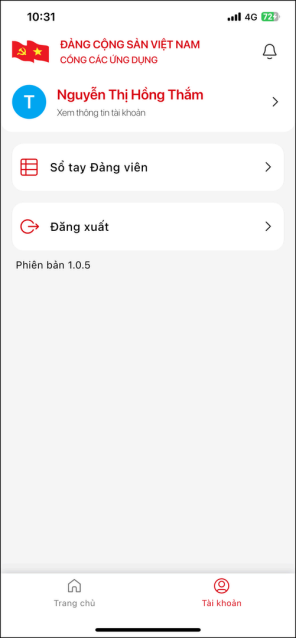 10:31
4G 72
ĐẢNG CỘNG SẢN VIỆT NAM
CỔNG CÁC ỨNG DỤNG
T
Nguyễn Thị Hồng Thắm
Xem thông tin tài khoản
Sổ tay Đảng viên
Đăng xuất
Phiên bản 1.0.5
Trang chủ
Tài khoản